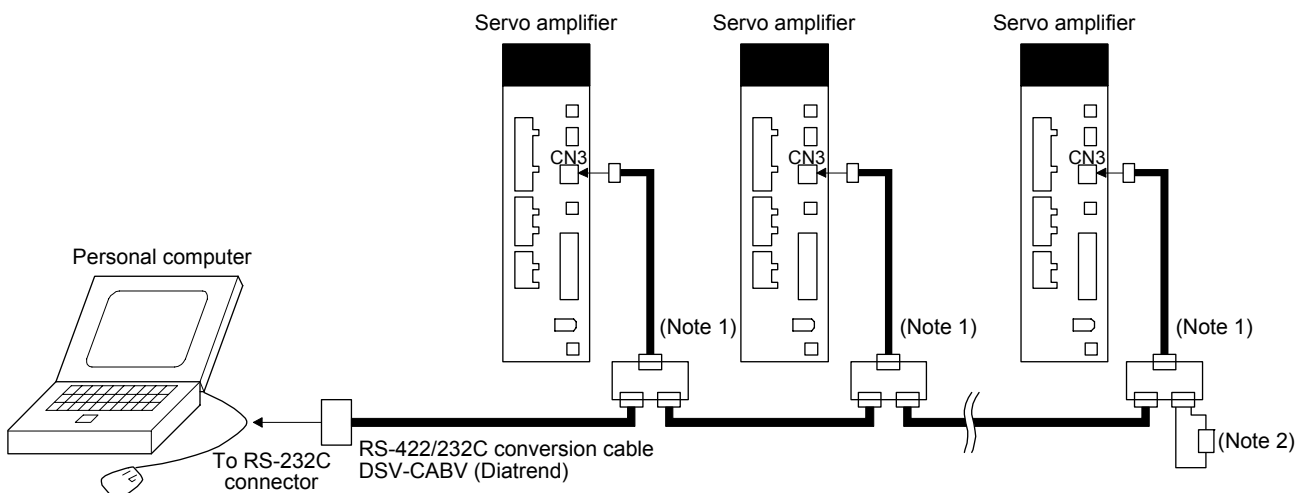 Servo amplifier
Servo amplifier
Servo amplifier
CN3
CN3
CN3
Personal computer
(Note 1)
(Note 1)
(Note 1)
To RS-232C
connector
RS-422/232C conversion cable
DSV-CABV (Diatrend)
(Note 2)